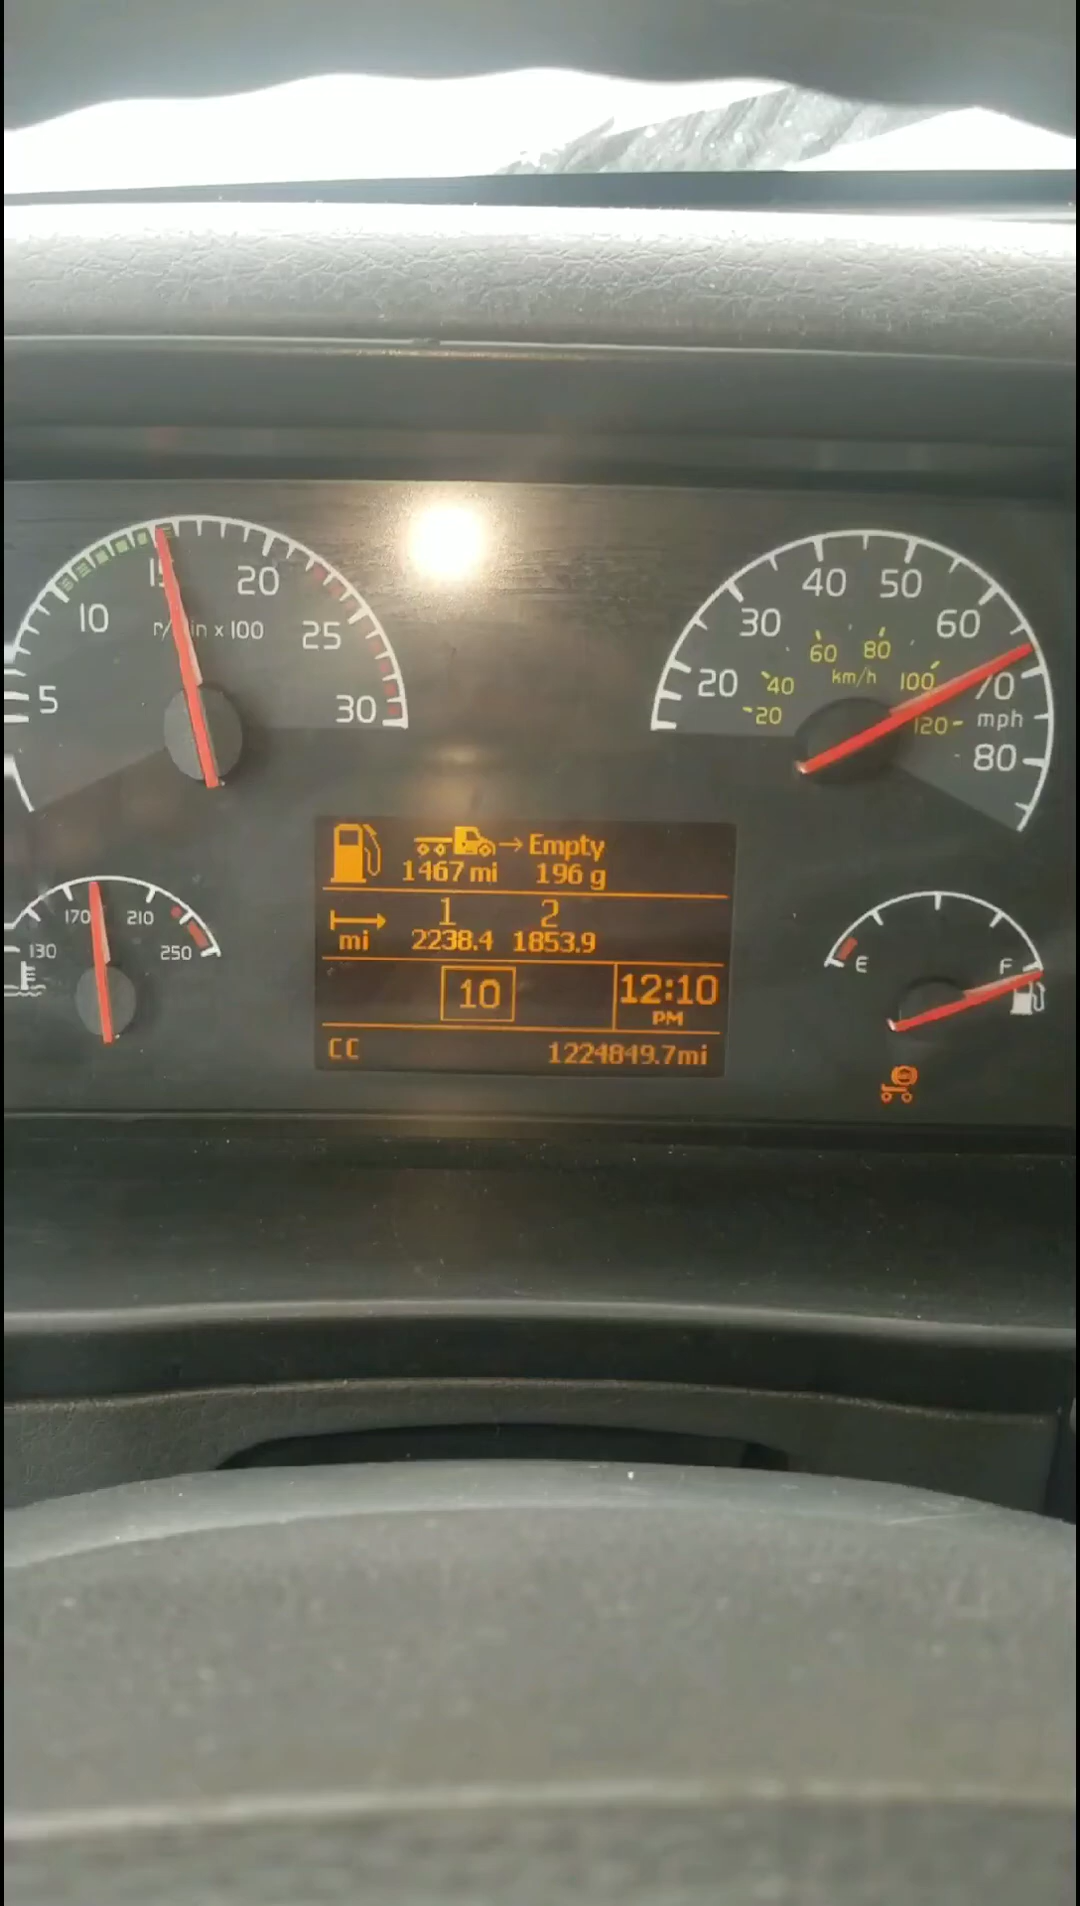 5
10
15
20
25
30
r/min x 100
20
30
40
50
60
70
80
mph
km/h
20
40
60
80
100
120
→ Empty
1467 mi 196 g
1 2
mi 2238.4 1853.9
10
12:10
PM
CC 1224849.7mi
130
170
210
250
E
F